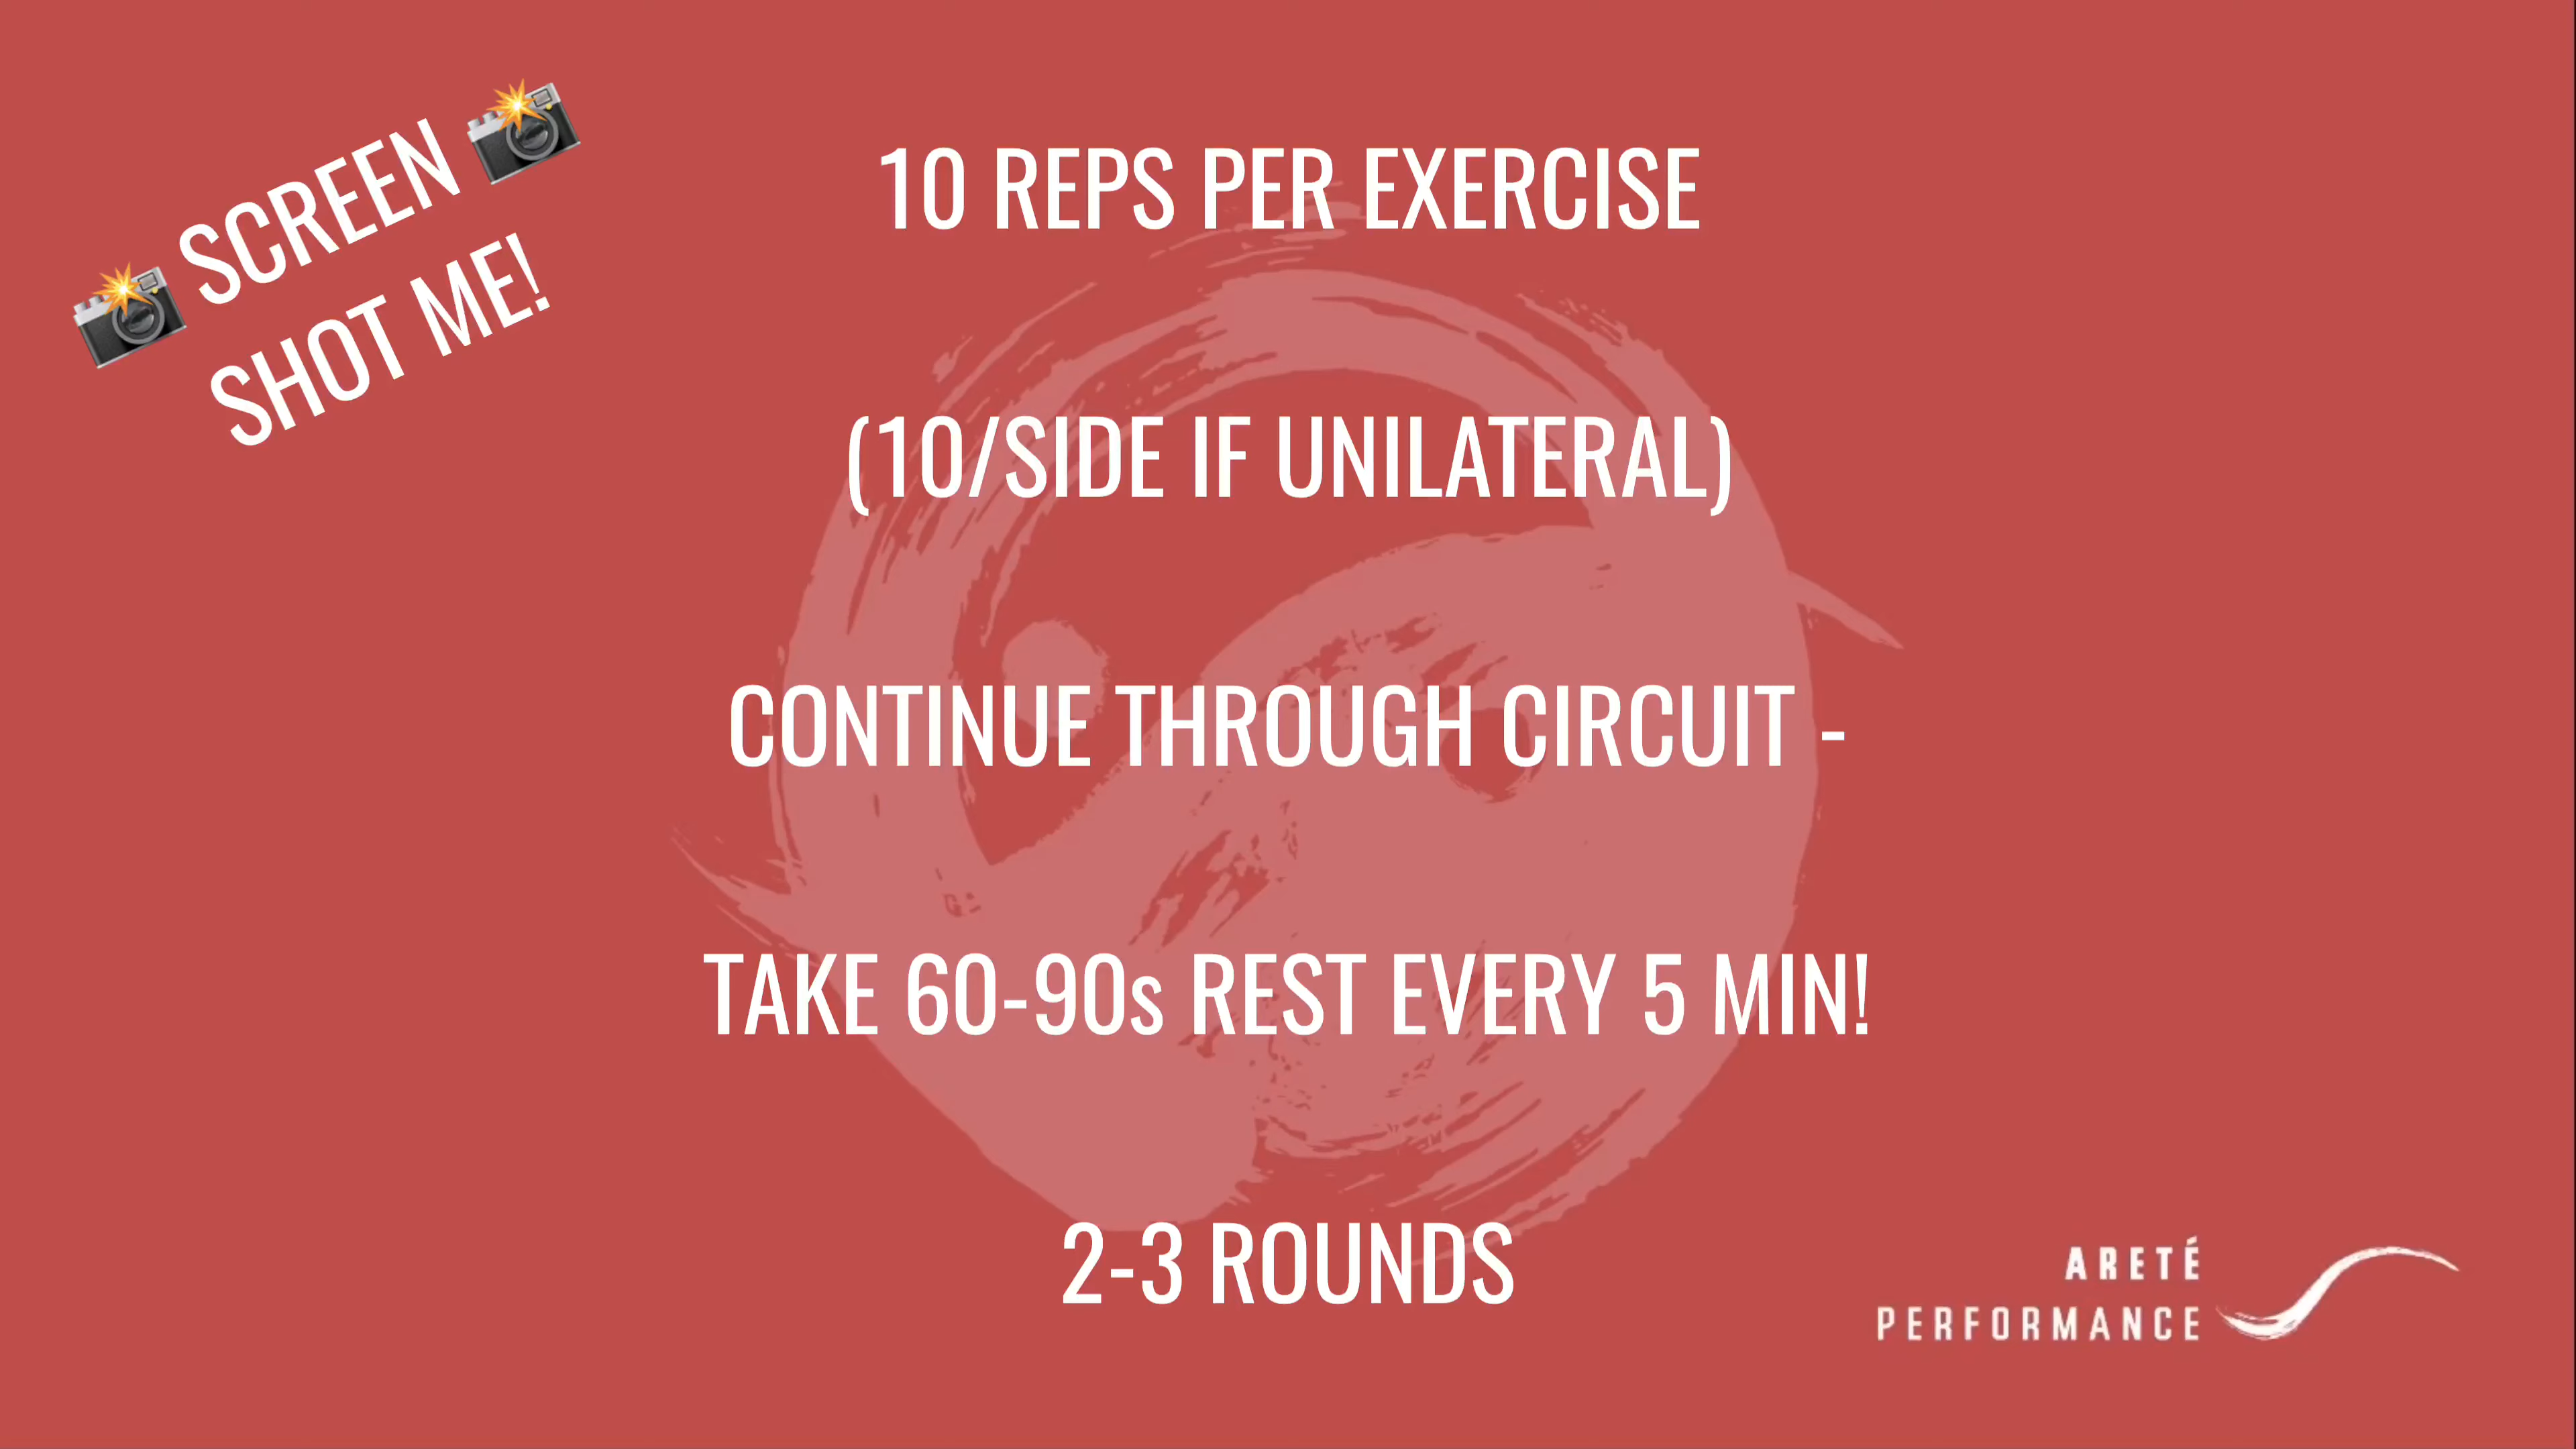 📸 SCREEN 📸
SHOT ME!
10 REPS PER EXERCISE
(10/SIDE IF UNILATERAL)
CONTINUE THROUGH CIRCUIT -
TAKE 60-90s REST EVERY 5 MIN!
2-3 ROUNDS
ARETÉ
PERFORMANCE